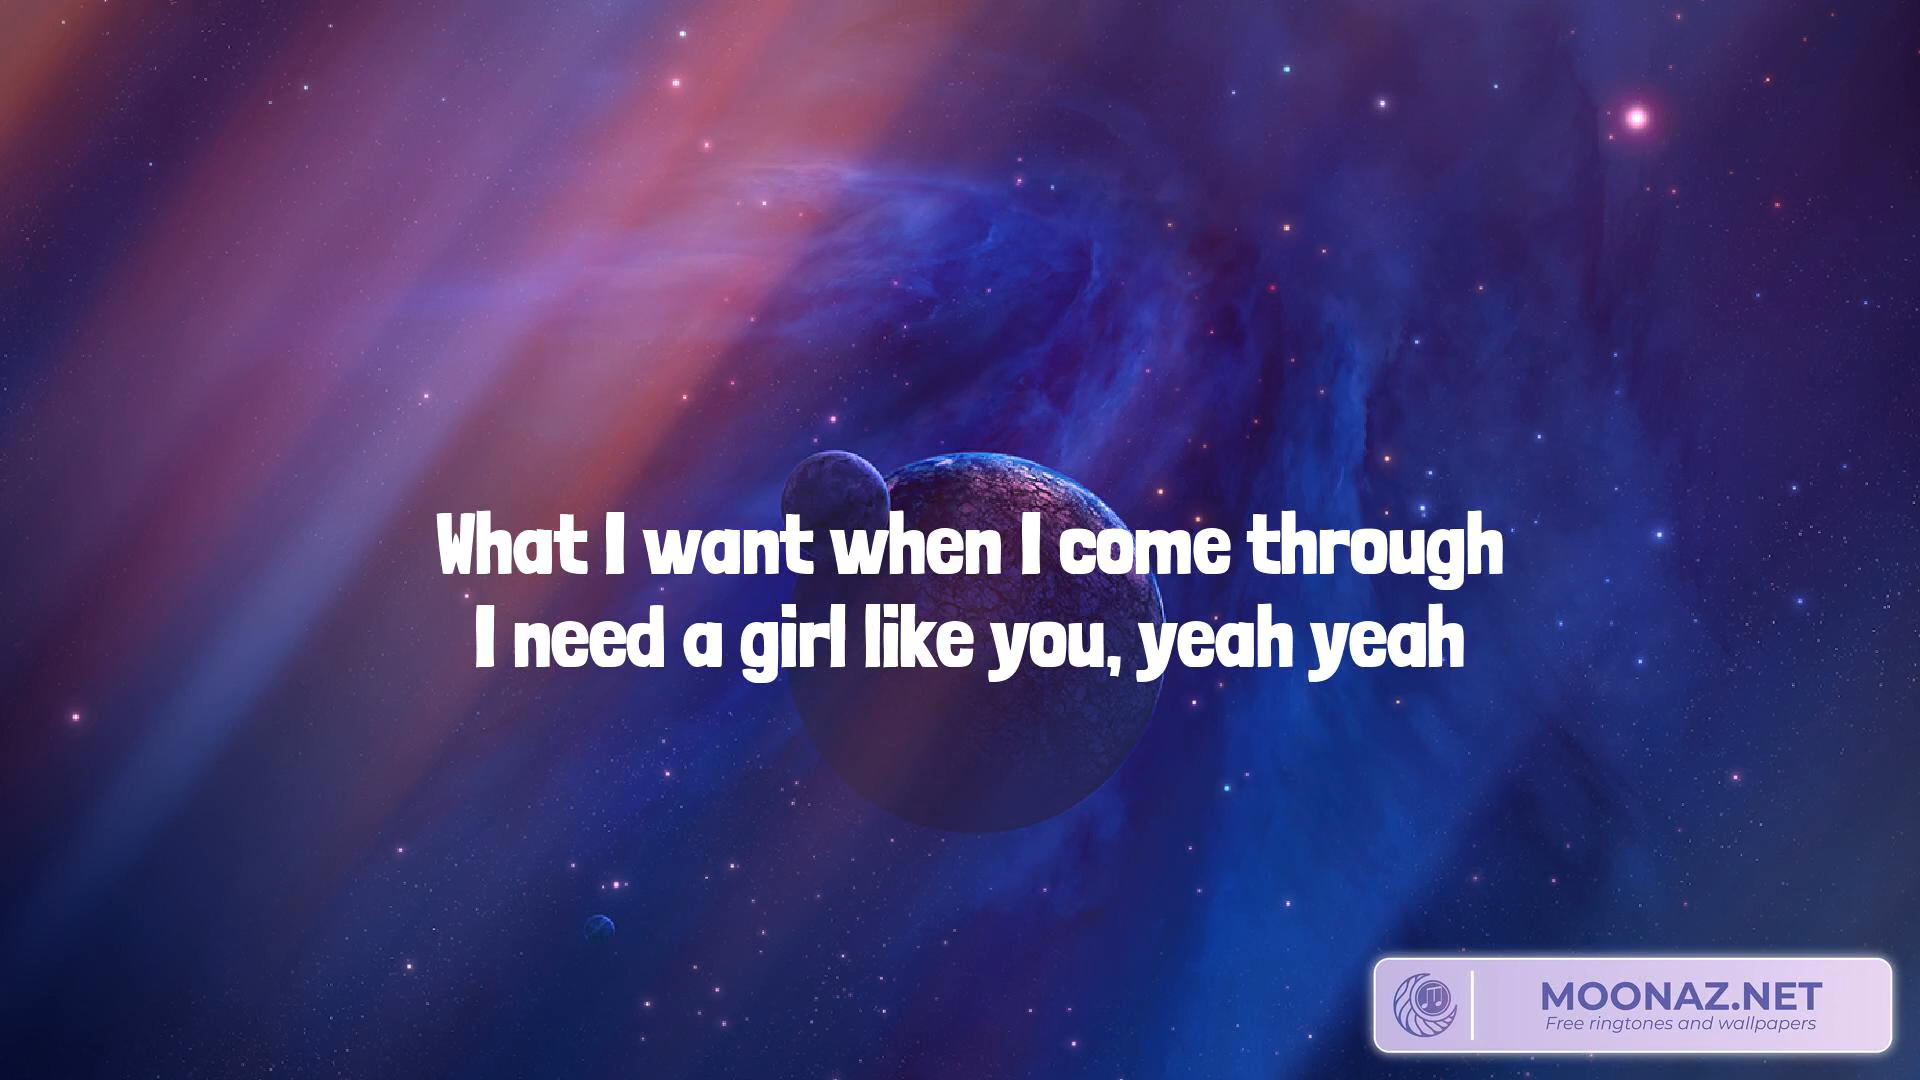 What I want when I come through
I need a girl like you, yeah yeah
MOONAZ.NET
Free ringtones and wallpapers